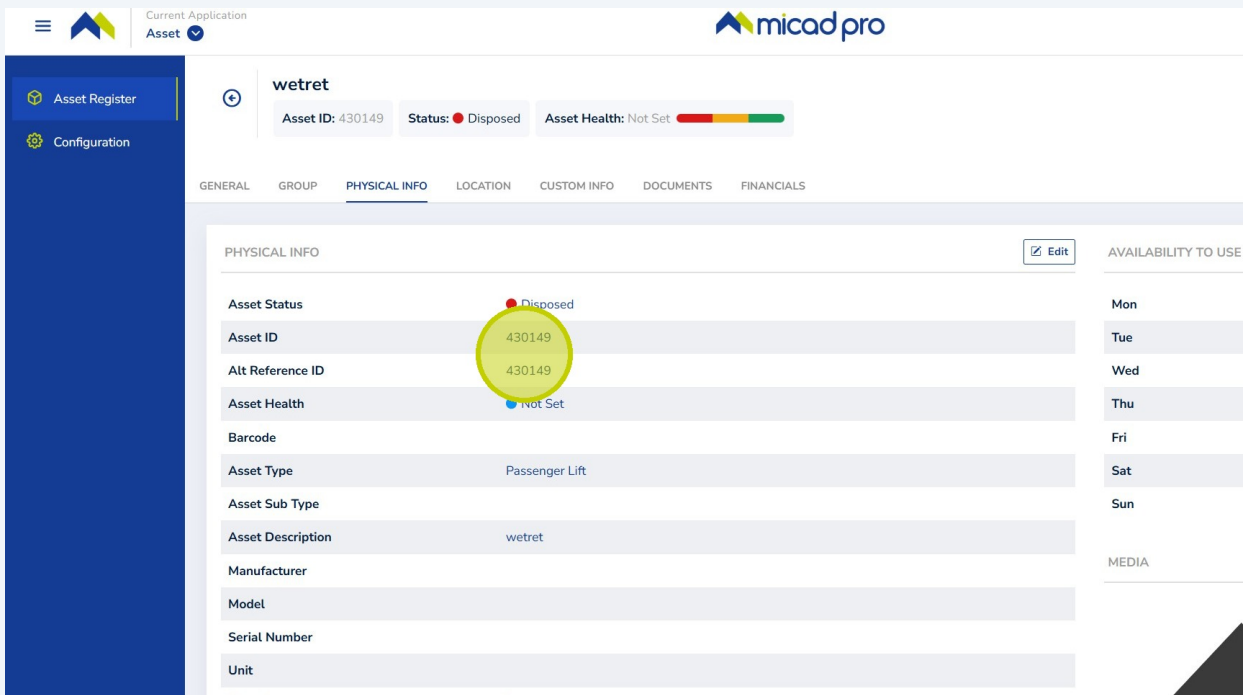 Current Application
Asset
micad pro
Asset Register
Configuration
wetret
Asset ID: 430149 Status: Disposed Asset Health: Not Set
GENERAL GROUP PHYSICAL INFO LOCATION CUSTOM INFO DOCUMENTS FINANCIALS
PHYSICAL INFO Edit
Asset Status Disposed
Asset ID 430149
Alt Reference ID 430149
Asset Health Not Set
Barcode
Asset Type Passenger Lift
Asset Sub Type
Asset Description wetret
Manufacturer
Model
Serial Number
Unit
AVAILABILITY TO USE
Mon
Tue
Wed
Thu
Fri
Sat
Sun
MEDIA